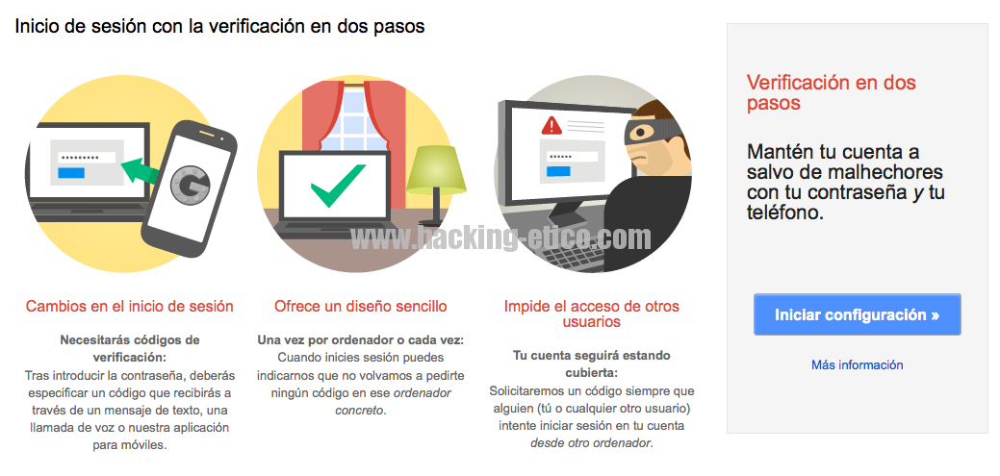 Inicio de sesión con la verificación en dos pasos
www.hacking-etico.com
Cambios en el inicio de sesión
Necesitarás códigos de
verificación:
Tras introducir la contraseña, deberás
especificar un código que recibirás a
través de un mensaje de texto, una
llamada de voz o nuestra aplicación
para móviles.
Ofrece un diseño sencillo
Una vez por ordenador o cada vez:
Cuando inicies sesión puedes
indicarnos que no volvamos a pedirte
ningún código en ese ordenador
concreto.
Impide el acceso de otros
usuarios
Tu cuenta seguirá estando
cubierta:
Solicitaremos un código siempre que
alguien (tú o cualquier otro usuario)
intente iniciar sesión en tu cuenta
desde otro ordenador.
Verificación en dos
pasos
Mantén tu cuenta a
salvo de malhechores
con tu contraseña y tu
teléfono.
Iniciar configuración »
Más información